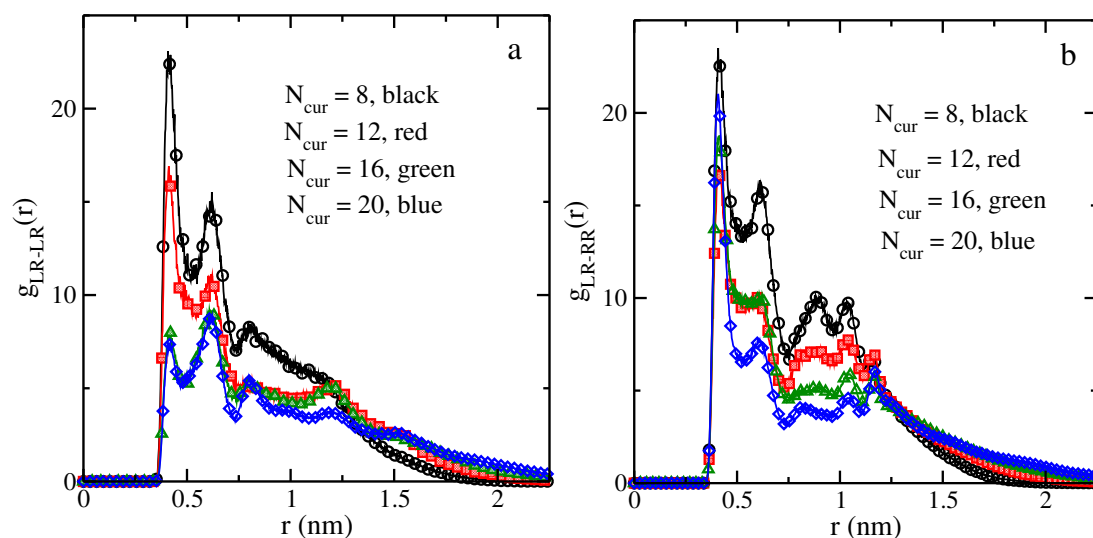 a
N_cur = 8, black
N_cur = 12, red
N_cur = 16, green
N_cur = 20, blue
g_LR-LR(r)
20
10
0
0 0.5 1 1.5 2
r (nm)
b
N_cur = 8, black
N_cur = 12, red
N_cur = 16, green
N_cur = 20, blue
g_LR-RR(r)
20
10
0
0 0.5 1 1.5 2
r (nm)